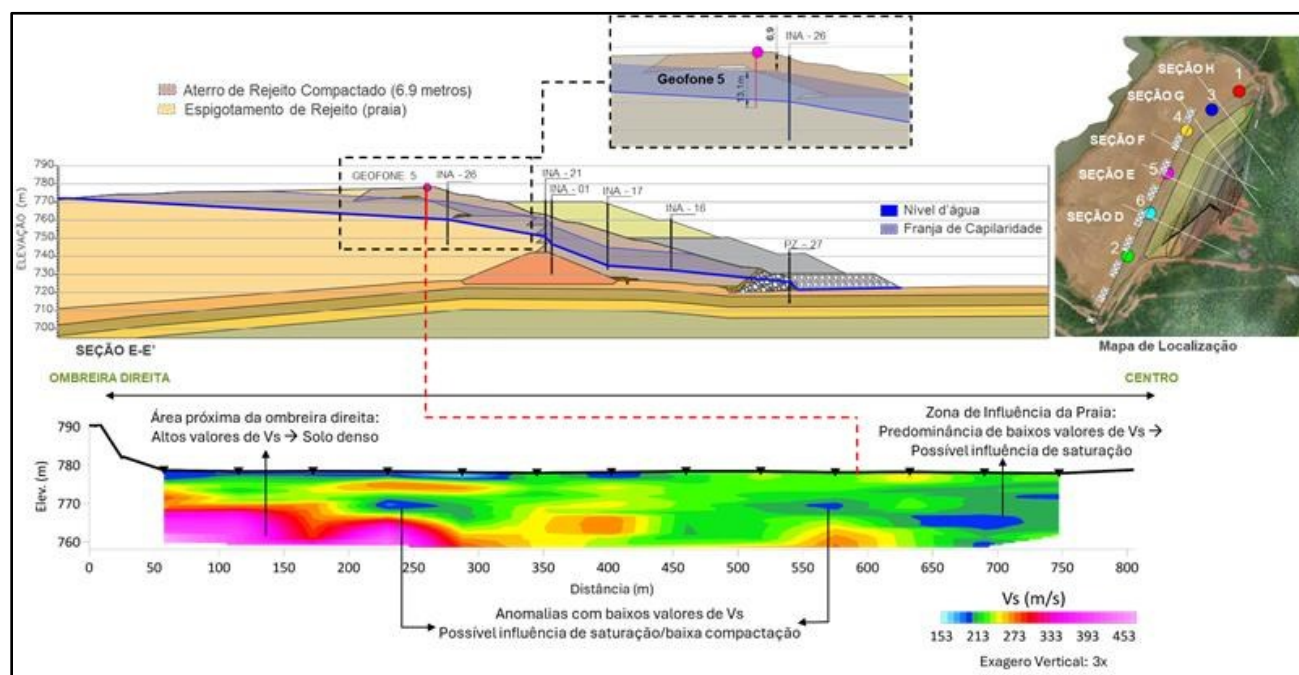 Aterro de Rejeito Compactado (6.9 metros)
Espigotamento de Rejeito (praia)
6,9
INA - 26
Geofone 5
13,1m
SEÇÃO H
SEÇÃO G
SEÇÃO F
SEÇÃO E
SEÇÃO D
1
3
4
5
6
2
Mapa de Localização
ELEVAÇÃO (m)
790
780
770
760
750
740
730
720
710
700
GEOFONE 5
INA - 26
INA - 21
INA - 01
INA - 17
INA - 16
PZ - 27
Nível d'água
Franja de Capilaridade
SEÇÃO E-E'
OMBREIRA DIREITA
CENTRO
Área próxima da ombreira direita:
Altos valores de Vs → Solo denso
Zona de Influência da Praia:
Predominância de baixos valores de Vs →
Possível influência de saturação
Elev. (m)
790
780
770
760
0 50 100 150 200 250 300 350 400 450 500 550 600 650 700 750 800
Distância (m)
Anomalias com baixos valores de Vs
Possível influência de saturação/baixa compactação
Vs (m/s)
153 213 273 333 393 453
Exagero Vertical: 3x